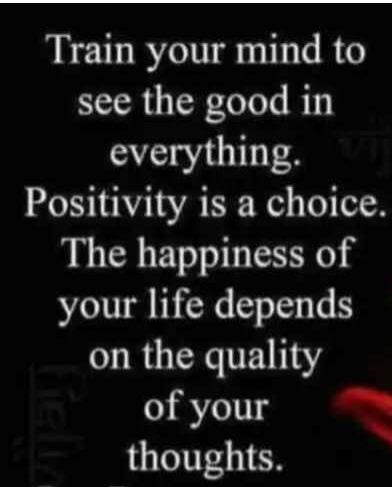 Train your mind to
see the good in
everything.
Positivity is a choice.
The happiness of
your life depends
on the quality
of your
thoughts.